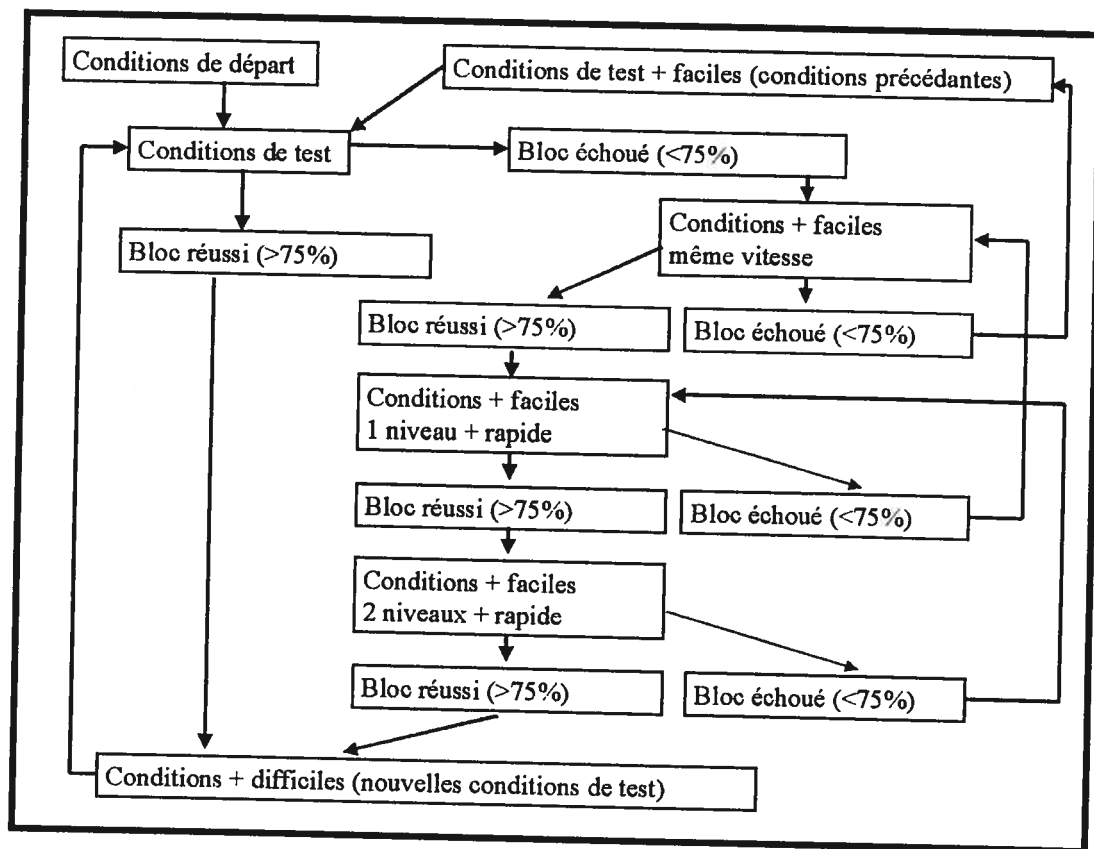 Conditions de départ
Conditions de test + faciles (conditions précédantes)
Conditions de test
Bloc échoué (<75%)
Bloc réussi (>75%)
Conditions + faciles
même vitesse
Bloc réussi (>75%)
Bloc échoué (<75%)
Conditions + faciles
1 niveau + rapide
Bloc réussi (>75%)
Bloc échoué (<75%)
Conditions + faciles
2 niveaux + rapide
Bloc réussi (>75%)
Bloc échoué (<75%)
Conditions + difficiles (nouvelles conditions de test)